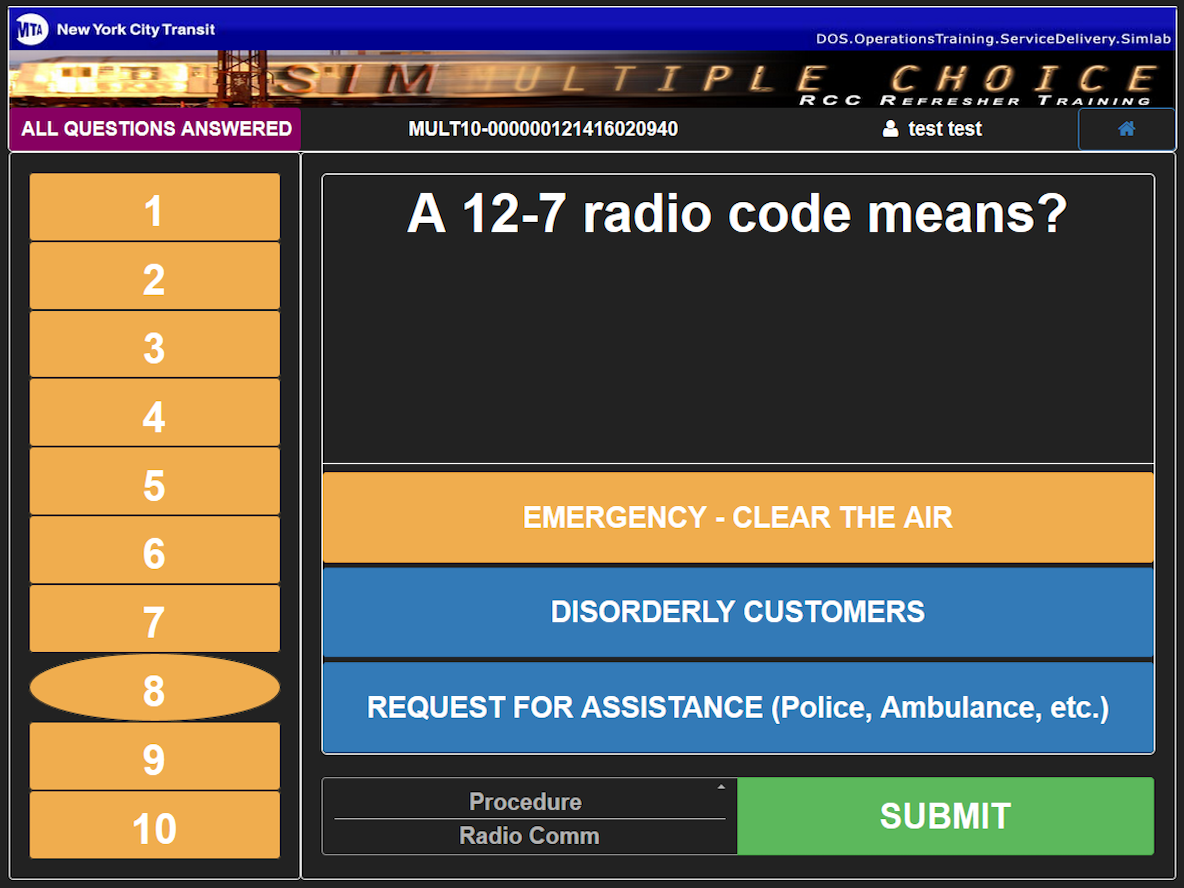 MTA New York City Transit
DOS.OperationsTraining.ServiceDelivery.Simlab
SIM MULTIPLE CHOICE
RCC Refresher Training
ALL QUESTIONS ANSWERED
MULT10-000000121416020940
test test
1
2
3
4
5
6
7
8
9
10
A 12-7 radio code means?
EMERGENCY - CLEAR THE AIR
DISORDERLY CUSTOMERS
REQUEST FOR ASSISTANCE (Police, Ambulance, etc.)
Procedure
Radio Comm
SUBMIT